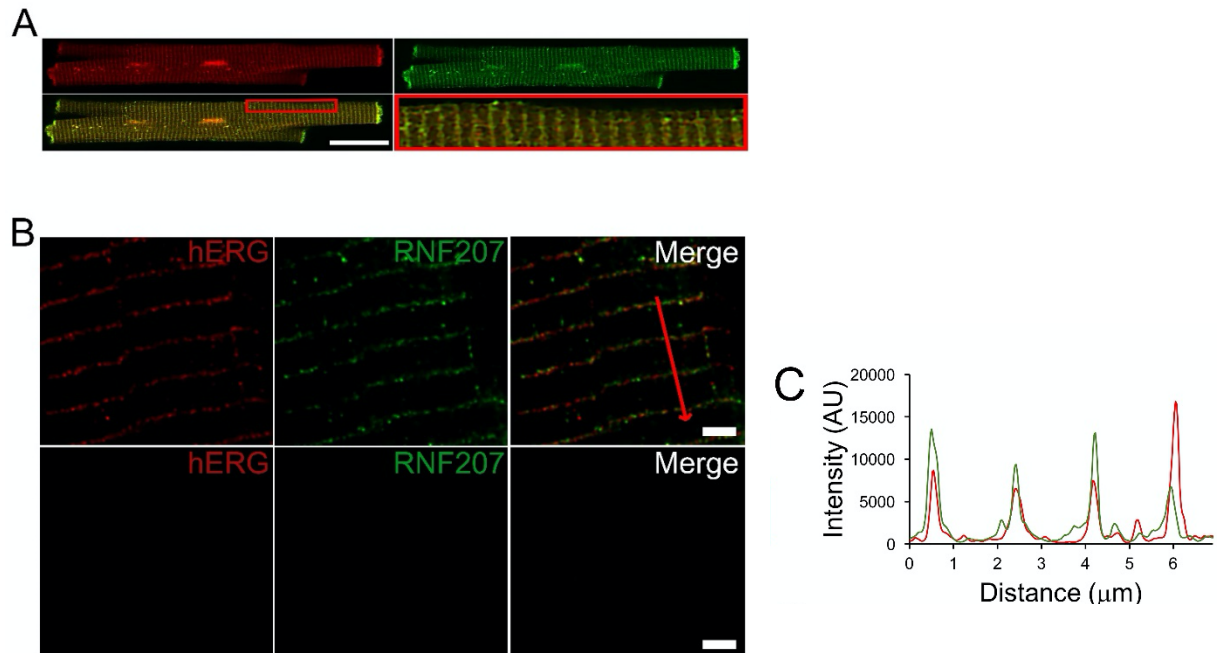 A
B
hERG RNF207 Merge
hERG RNF207 Merge
C
Intensity (AU)
20000
15000
10000
5000
0
0 1 2 3 4 5 6
Distance (μm)